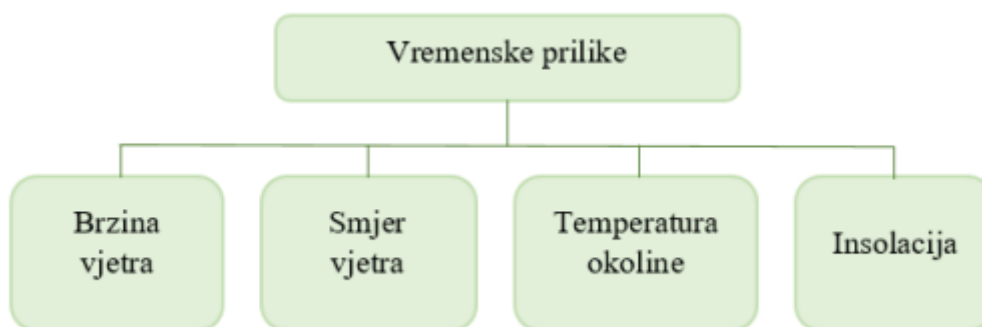 Vremenske prilike
Brzina
vjetra
Smjer
vjetra
Temperatura
okoline
Insolacija